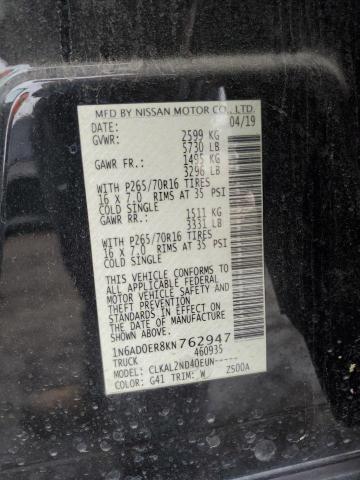 MFD BY NISSAN MOTOR CO., LTD.
DATE: 04/19
GVWR: 2599 KG
5730 LB
GAWR FR.: 1495 KG
3296 LB
WITH P265/70R16 TIRES
16 X 7.0 RIMS AT 35 PSI
COLD SINGLE
GAWR RR.: 1511 KG
3331 LB
WITH P265/70R16 TIRES
16 X 7.0 RIMS AT 35 PSI
COLD SINGLE
THIS VEHICLE CONFORMS TO
ALL APPLICABLE FEDERAL
MOTOR VEHICLE SAFETY AND
THEFT PREVENTION
STANDARDS IN EFFECT ON
THE DATE OF MANUFACTURE
SHOWN ABOVE.
1N6AD0ER8KN762947
TRUCK 460935
MODEL: CLKAL2ND40EUN-----
COLOR: G41 TRIM: W Z500A